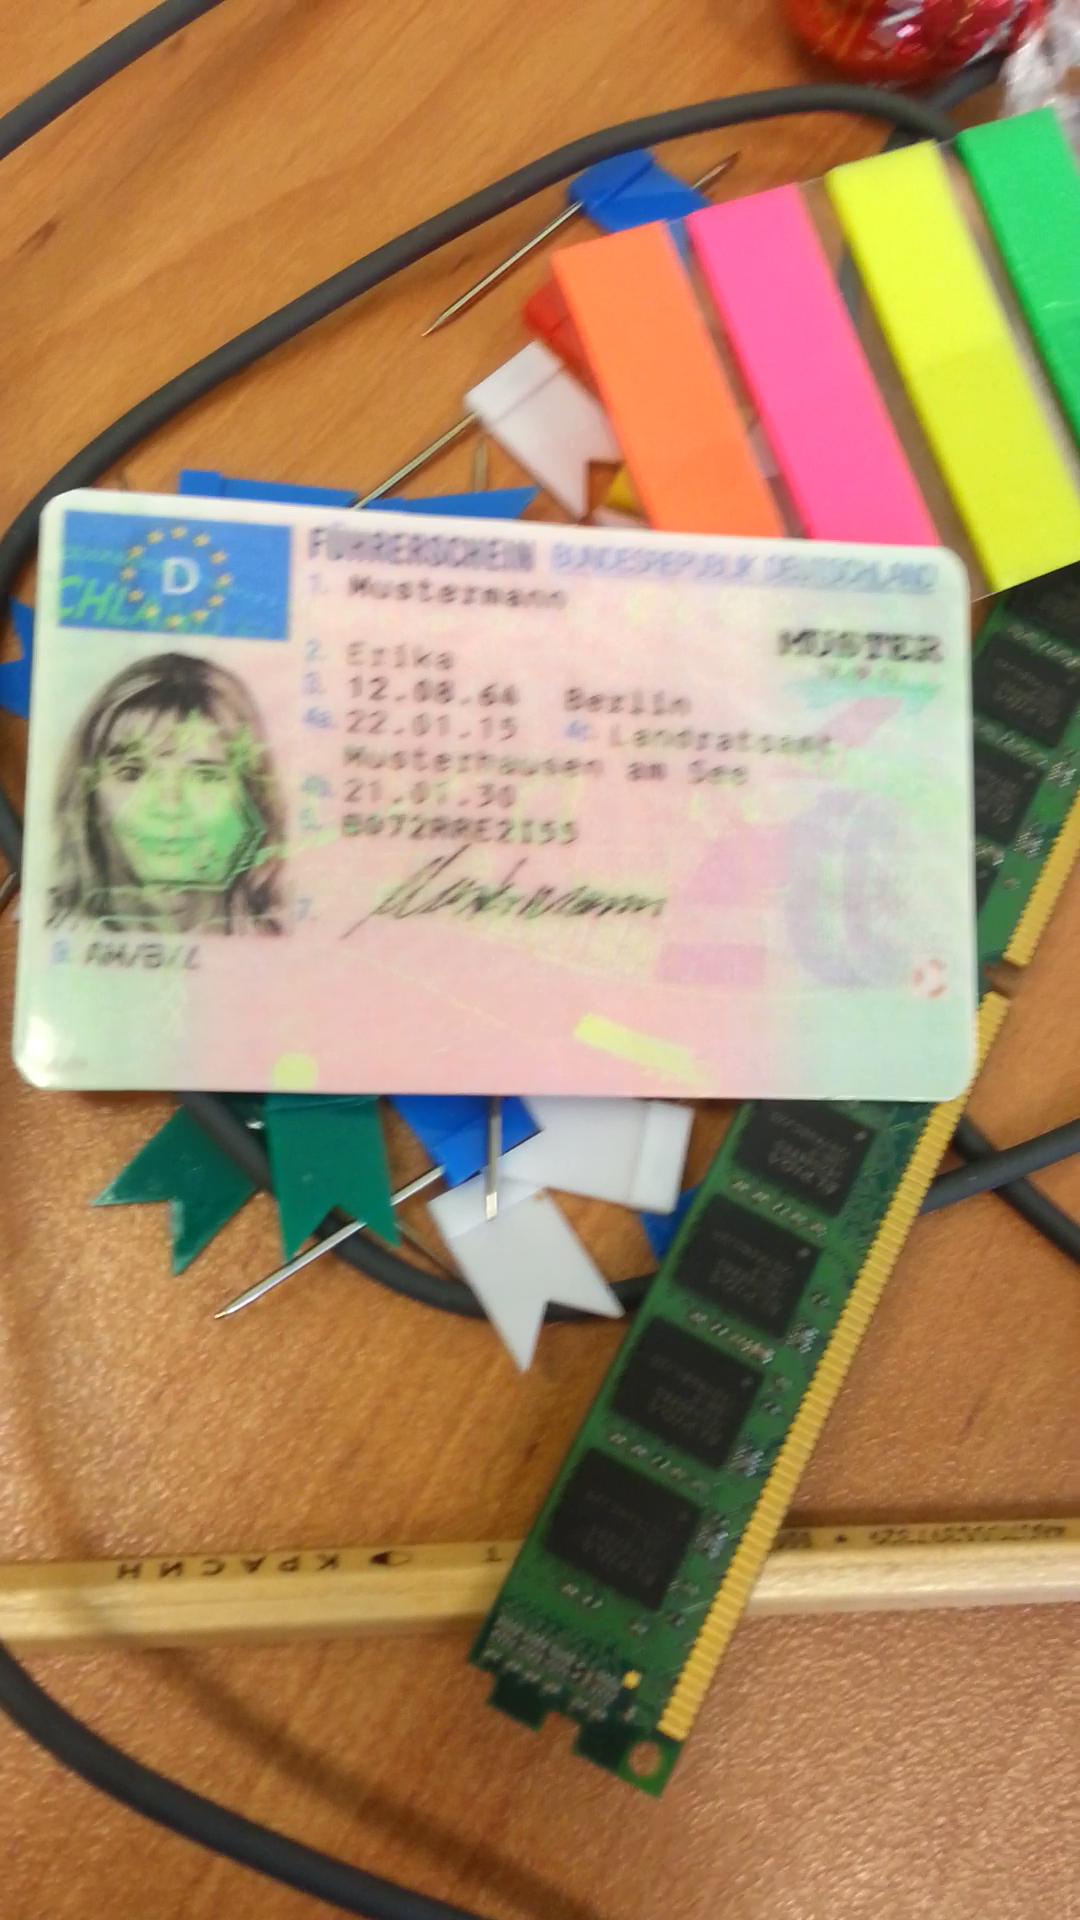 FÜHRERSCHEIN BUNDESREPUBLIK DEUTSCHLAND
D
1. Mustermann
MUSTER
2. Erika
3. 12.08.64 Berlin
4a. 22.01.15 4c. Landratsamt
Musterhausen am See
4b. 21.01.30
5. B072RRE2I55
7. Mustermann
9. AM/B/L
КРАСИН